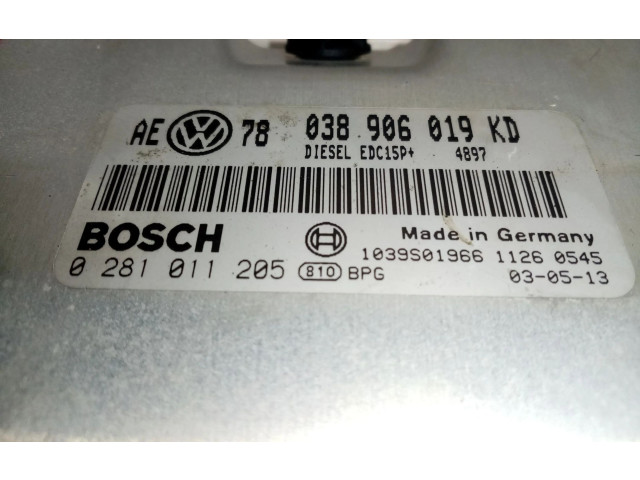 AE VW 78 038 906 019 KD
DIESEL EDC15P+ 4897
BOSCH Made in Germany
0 281 011 205 810 BPG 1039S01966 1126 0545
03-05-13